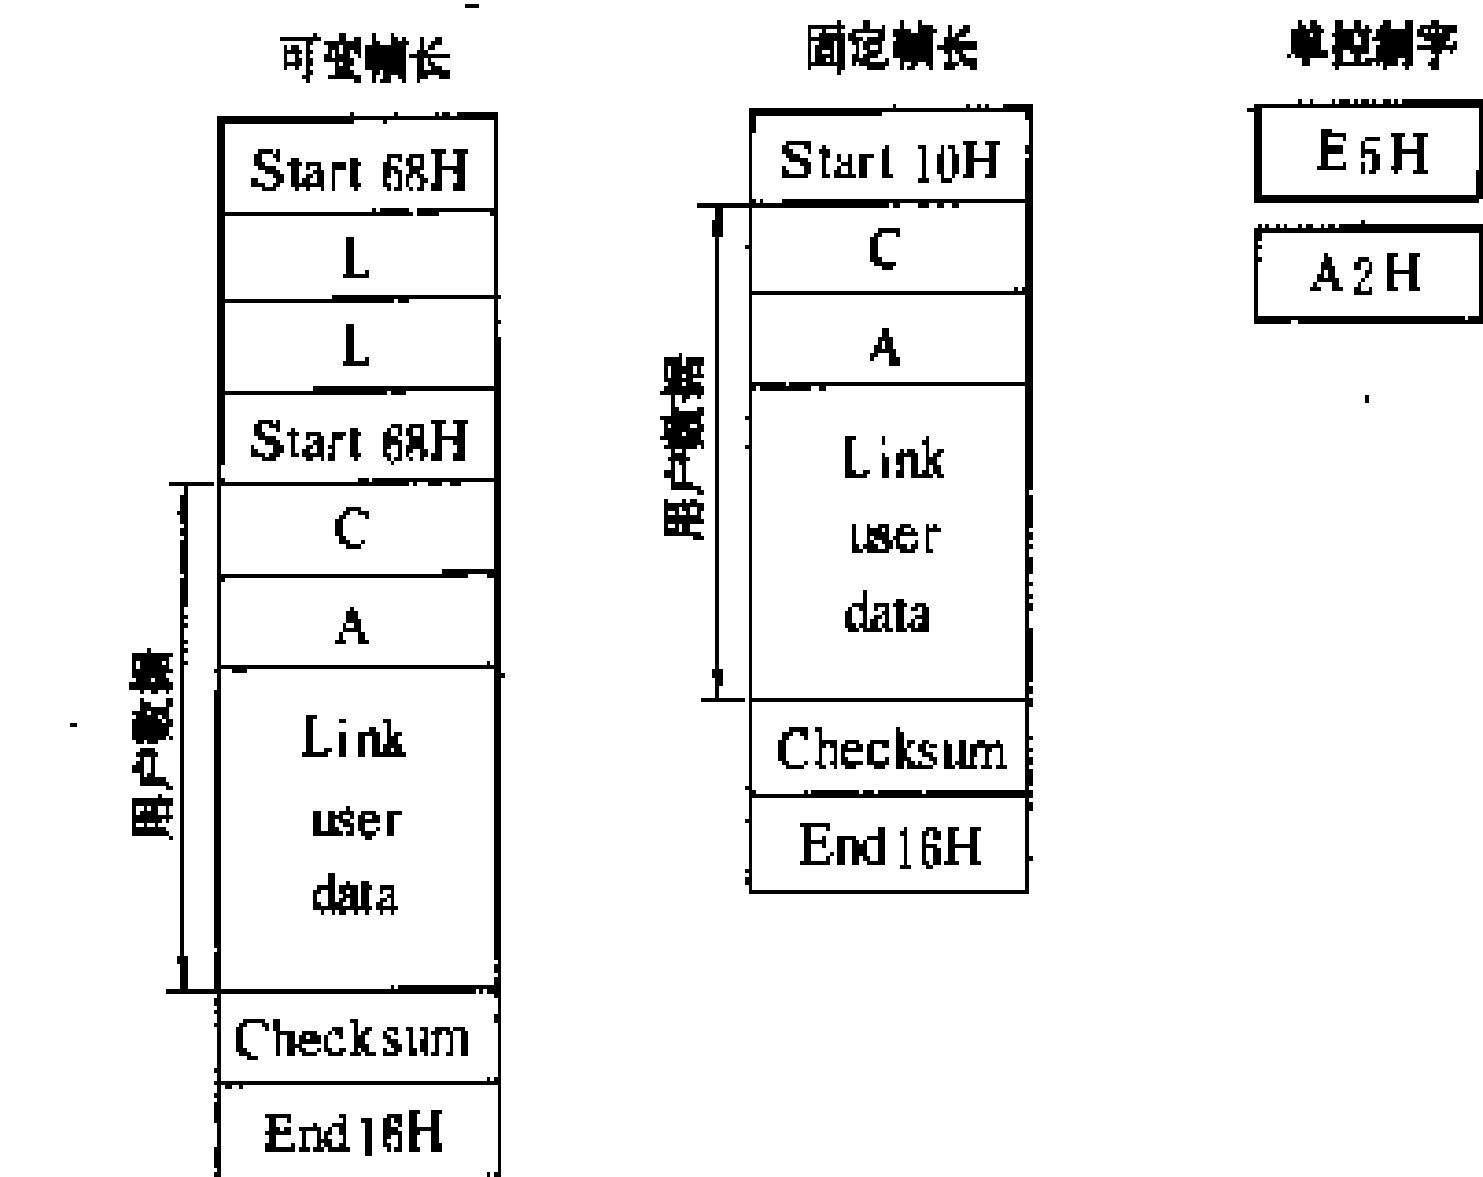 可变帧长
Start 68H
L
L
Start 68H
C
A
Link
user
data
Checksum
End 16H
用户数据
固定帧长
Start 10H
C
A
Link
user
data
Checksum
End 16H
用户数据
单控制字
E5H
A2H